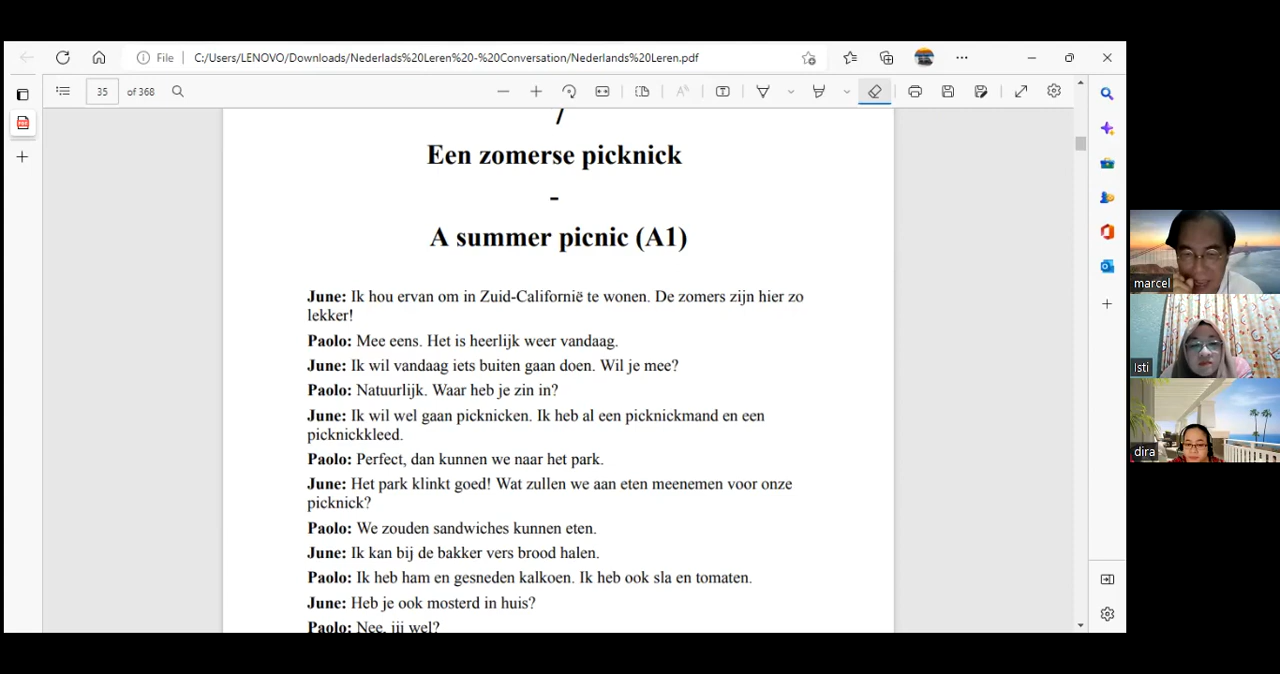 File
C:/Users/LENOVO/Downloads/Nederlads%20Leren%20-%20Conversation/Nederlands%20Leren.pdf
35 of 368
Een zomerse picknick
-
A summer picnic (A1)
June: Ik hou ervan om in Zuid-Californië te wonen. De zomers zijn hier zo
lekker!
Paolo: Mee eens. Het is heerlijk weer vandaag.
June: Ik wil vandaag iets buiten gaan doen. Wil je mee?
Paolo: Natuurlijk. Waar heb je zin in?
June: Ik wil wel gaan picknicken. Ik heb al een picknickmand en een
picknickkleed.
Paolo: Perfect, dan kunnen we naar het park.
June: Het park klinkt goed! Wat zullen we aan eten meenemen voor onze
picknick?
Paolo: We zouden sandwiches kunnen eten.
June: Ik kan bij de bakker vers brood halen.
Paolo: Ik heb ham en gesneden kalkoen. Ik heb ook sla en tomaten.
June: Heb je ook mosterd in huis?
Paolo: Nee, jij wel?
marcel
Isti
dira